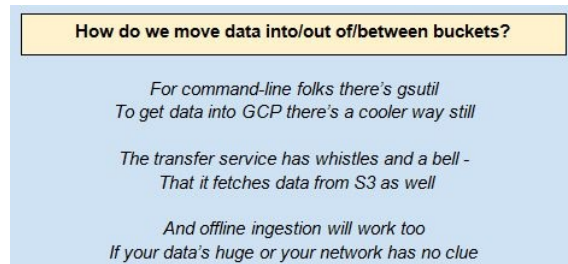 How do we move data into/out of/between buckets?
For command-line folks there's gsutil
To get data into GCP there's a cooler way still
The transfer service has whistles and a bell -
That it fetches data from S3 as well
And offline ingestion will work too
If your data's huge or your network has no clue